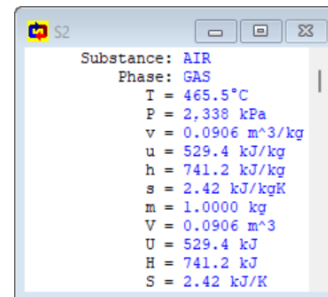 S2
Substance: AIR
Phase: GAS
T = 465.5°C
P = 2,338 kPa
v = 0.0906 m^3/kg
u = 529.4 kJ/kg
h = 741.2 kJ/kg
s = 2.42 kJ/kgK
m = 1.0000 kg
V = 0.0906 m^3
U = 529.4 kJ
H = 741.2 kJ
S = 2.42 kJ/K